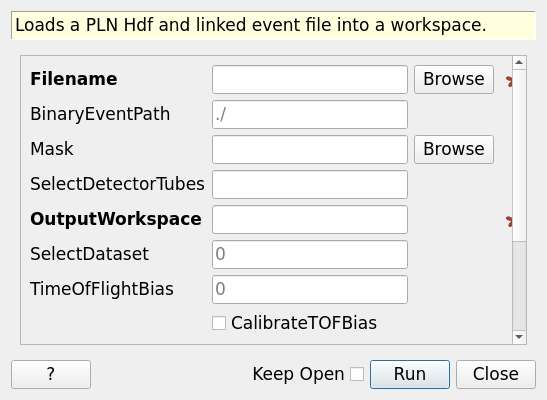 Loads a PLN Hdf and linked event file into a workspace.
Filename Browse
BinaryEventPath ./
Mask Browse
SelectDetectorTubes
OutputWorkspace
SelectDataset 0
TimeOfFlightBias 0
CalibrateTOFBias
? Keep Open Run Close